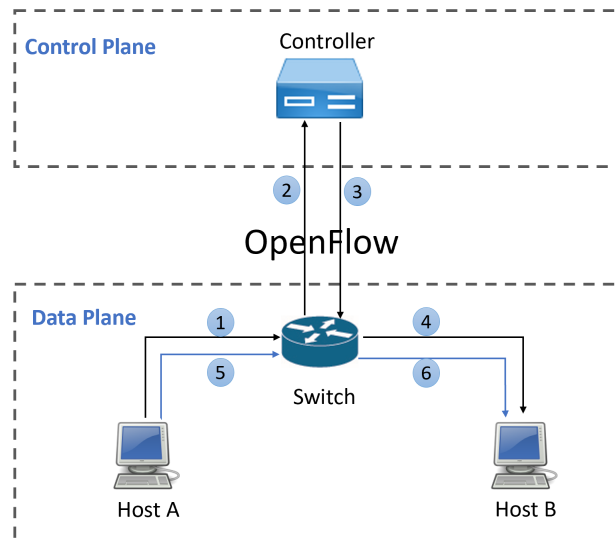 Controller
Control Plane
2
3
OpenFlow
Data Plane
1
4
5
6
Switch
Host A
Host B